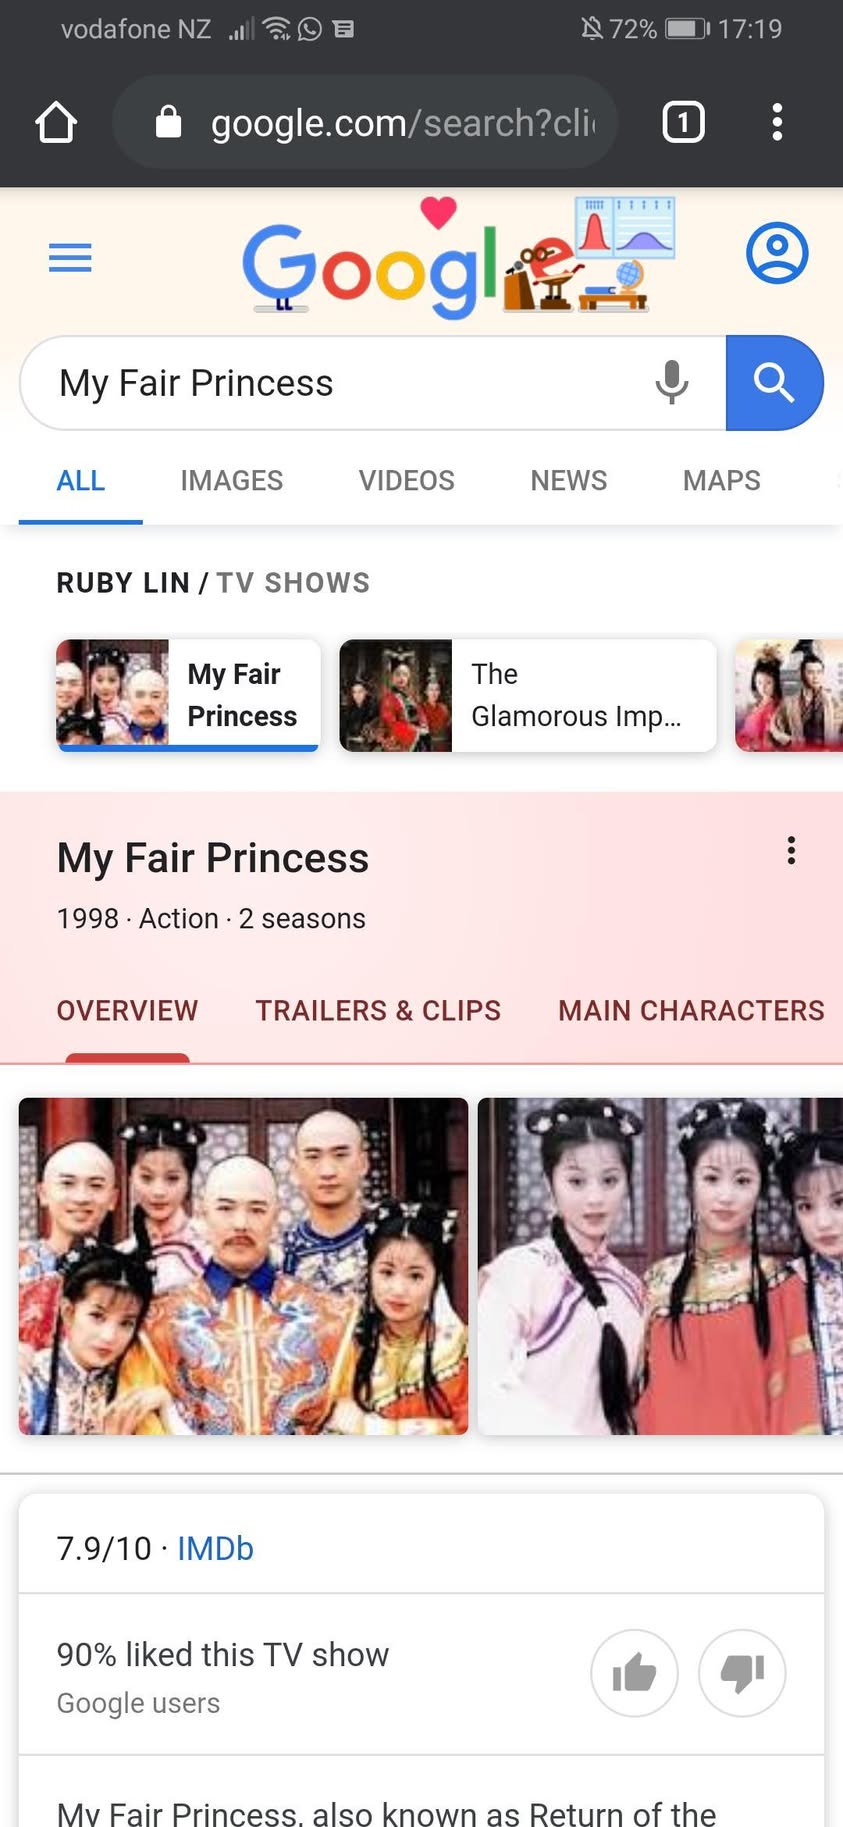 vodafone NZ 72% 17:19
google.com/search?cli
1
Google
My Fair Princess
ALL IMAGES VIDEOS NEWS MAPS
RUBY LIN / TV SHOWS
My Fair
Princess
The
Glamorous Imp...
My Fair Princess
1998 · Action · 2 seasons
OVERVIEW TRAILERS & CLIPS MAIN CHARACTERS
7.9/10 · IMDb
90% liked this TV show
Google users
My Fair Princess, also known as Return of the